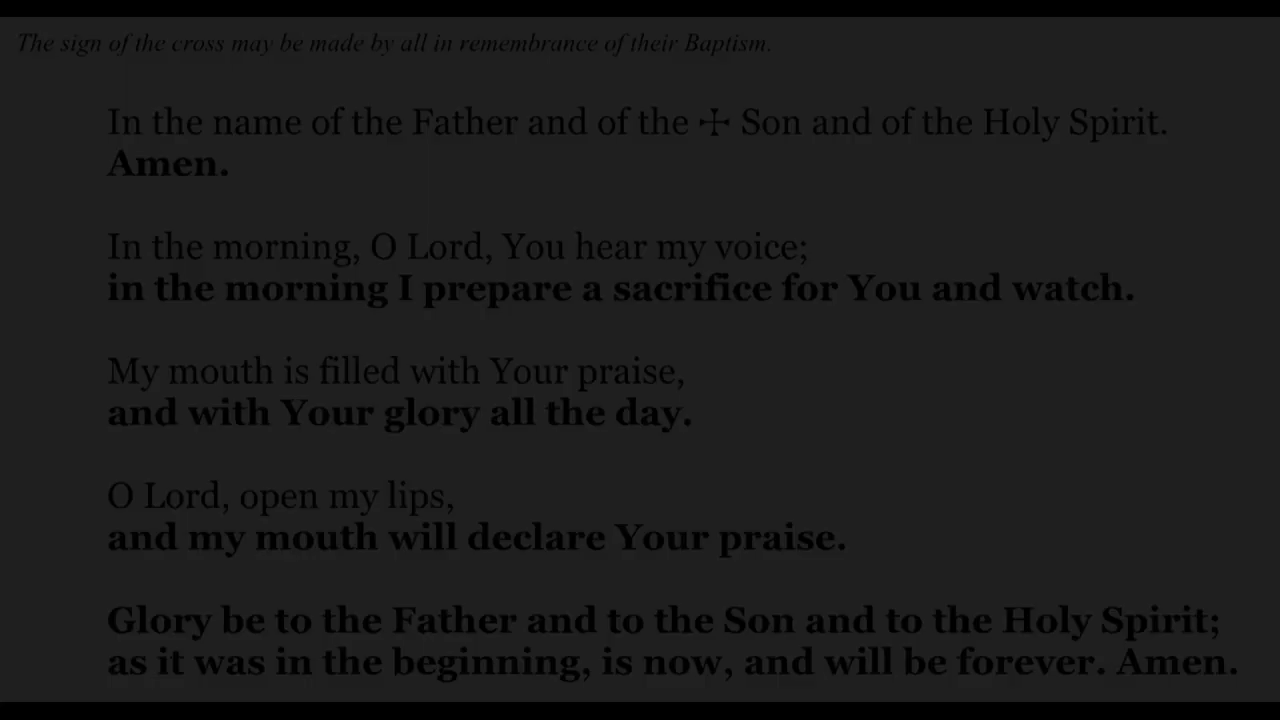 The sign of the cross may be made by all in remembrance of their Baptism.
In the name of the Father and of the ☩ Son and of the Holy Spirit.
Amen.
In the morning, O Lord, You hear my voice;
in the morning I prepare a sacrifice for You and watch.
My mouth is filled with Your praise,
and with Your glory all the day.
O Lord, open my lips,
and my mouth will declare Your praise.
Glory be to the Father and to the Son and to the Holy Spirit;
as it was in the beginning, is now, and will be forever. Amen.